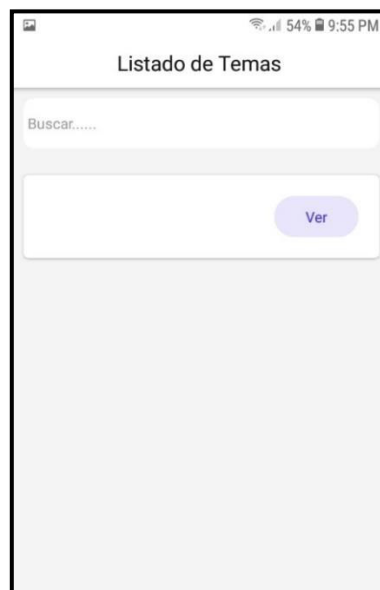 54% 9:55 PM
Listado de Temas
Buscar......
Ver